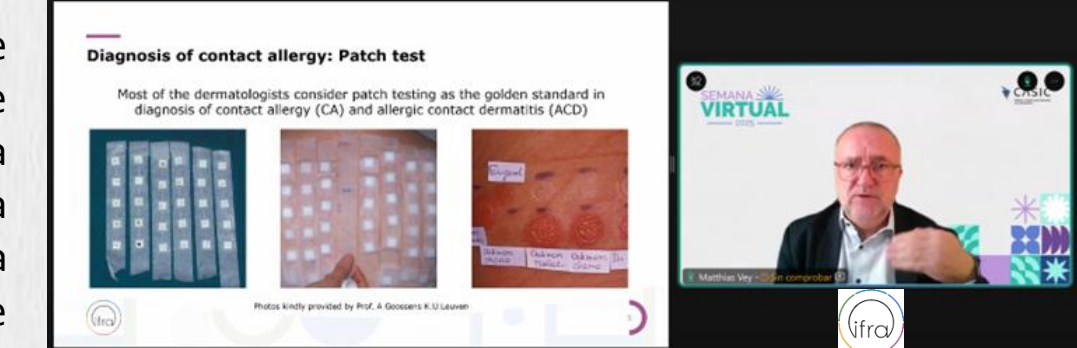 e
e
a
a
a
e
Diagnosis of contact allergy: Patch test
Most of the dermatologists consider patch testing as the golden standard in
diagnosis of contact allergy (CA) and allergic contact dermatitis (ACD)
Photos kindly provided by Prof. A Goossens K.U Leuven
ifra
SEMANA
VIRTUAL
2025
CASIC
Matthias Vey - Sin comprobar
ifra